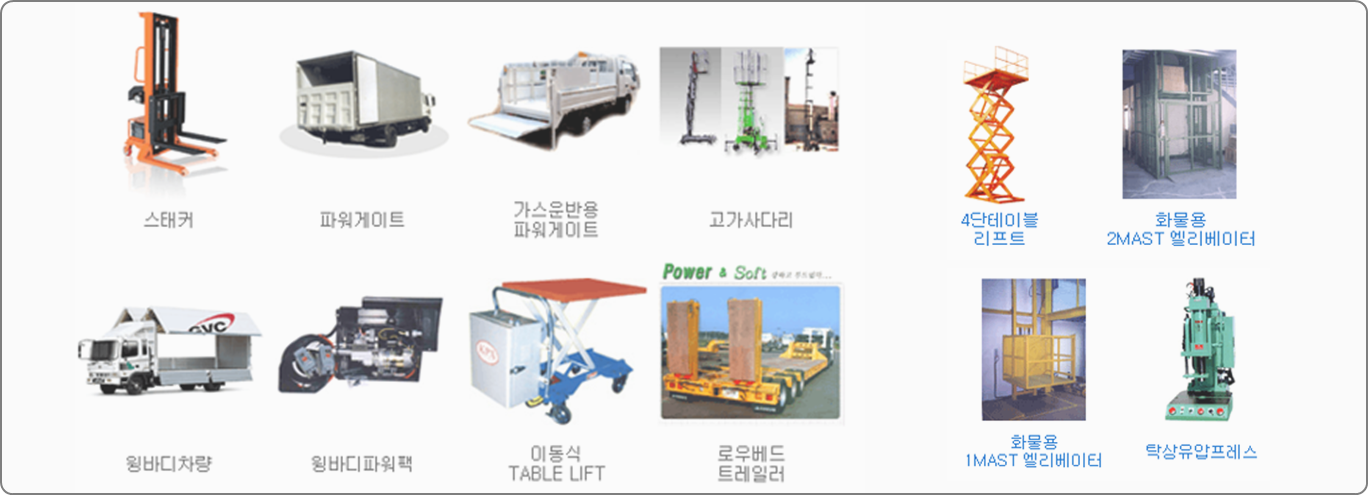 스태커
파워게이트
가스운반용
파워게이트
고가사다리
4단테이블
리프트
화물용
2MAST 엘리베이터
Power & Soft
CVC
윙바디차량
윙바디파워팩
이동식
TABLE LIFT
로우베드
트레일러
화물용
1MAST 엘리베이터
탁상유압프레스